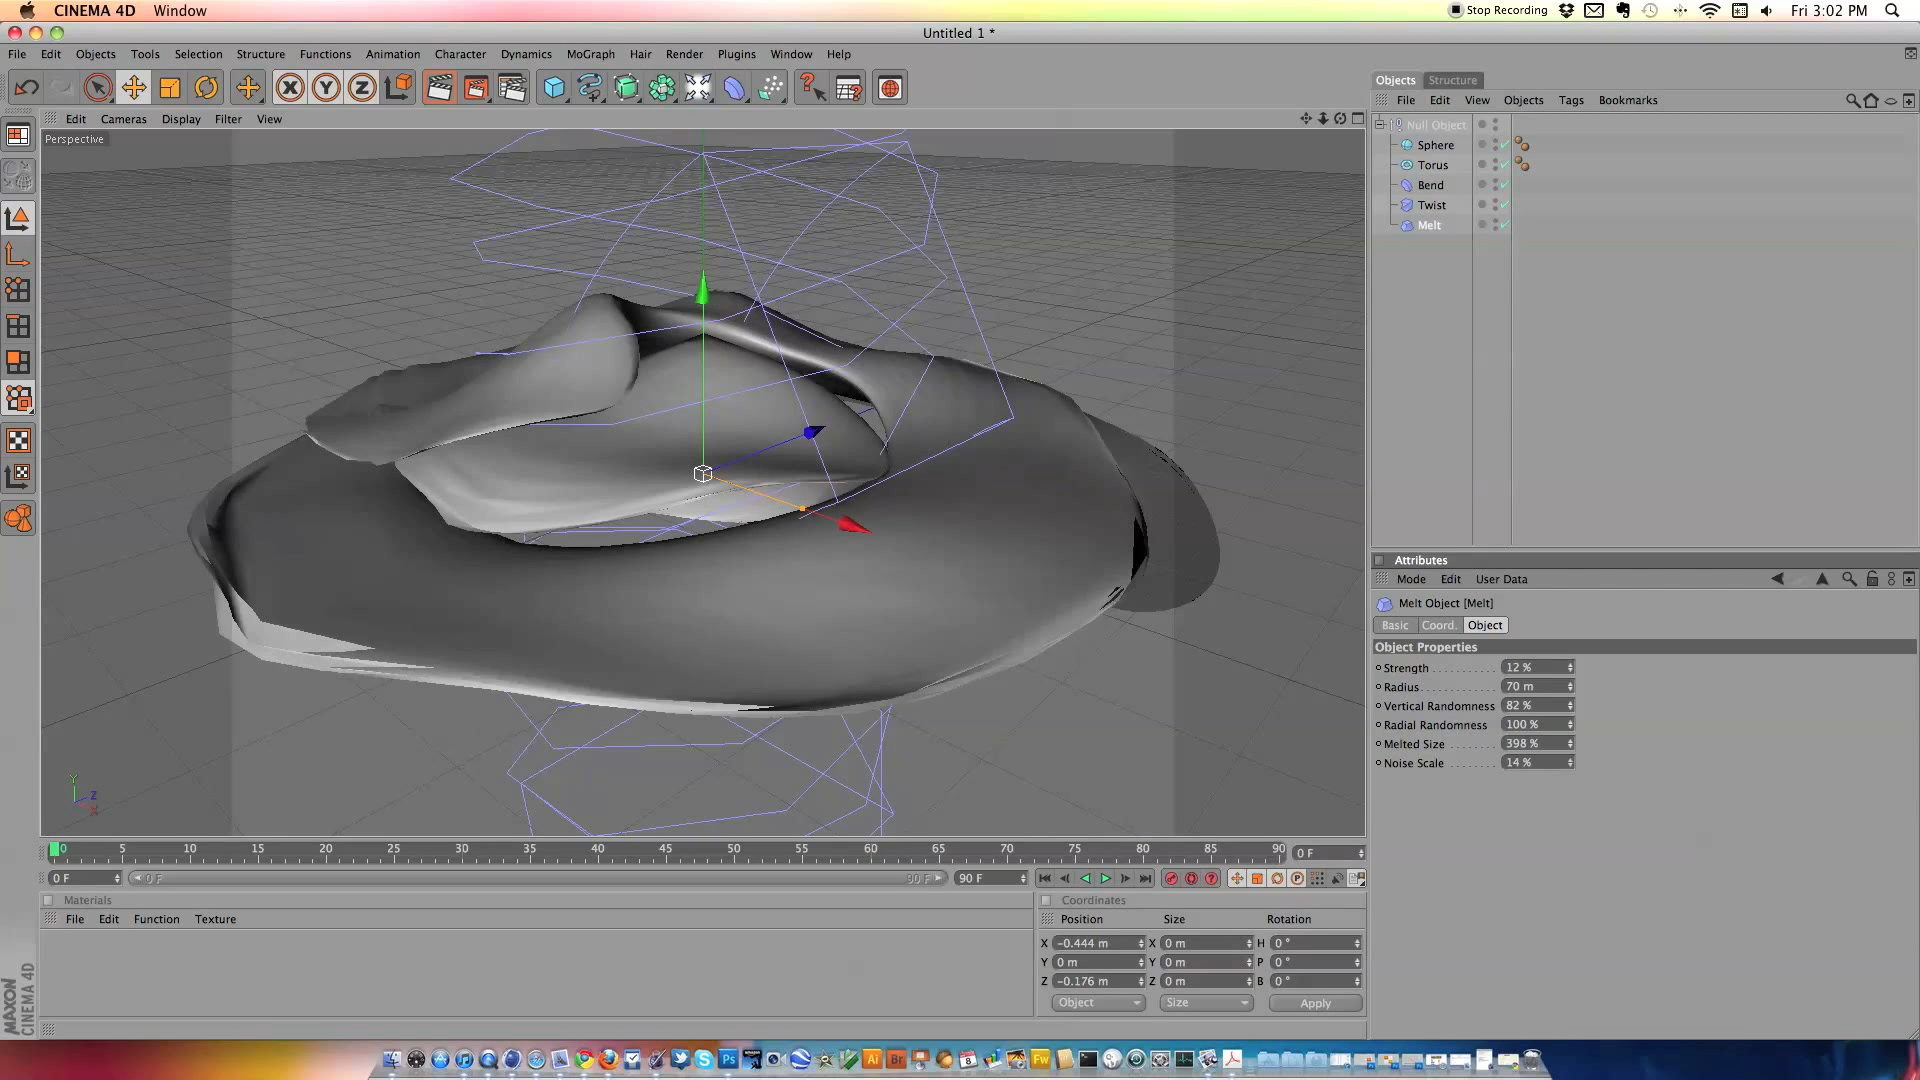 CINEMA 4D Window Stop Recording Fri 3:02 PM
Untitled 1 *
File Edit Objects Tools Selection Structure Functions Animation Character Dynamics MoGraph Hair Render Plugins Window Help
X Y Z
Objects Structure
File Edit View Objects Tags Bookmarks
Edit Cameras Display Filter View
Perspective
Null Object
Sphere
Torus
Bend
Twist
Melt
Attributes
Mode Edit User Data
Melt Object [Melt]
Basic Coord. Object
Object Properties
Strength 12 %
Radius 70 m
Vertical Randomness 82 %
Radial Randomness 100 %
Melted Size 398 %
Noise Scale 14 %
Y
Z
X
0 5 10 15 20 25 30 35 40 45 50 55 60 65 70 75 80 85 90 0 F
0 F 0 F 90 F 90 F
Materials
File Edit Function Texture
Coordinates
Position Size Rotation
X -0.444 m X 0 m H 0 °
Y 0 m Y 0 m P 0 °
Z -0.176 m Z 0 m B 0 °
Object Size Apply
MAXON
CINEMA 4D
Ps Ai Br 8 Fw